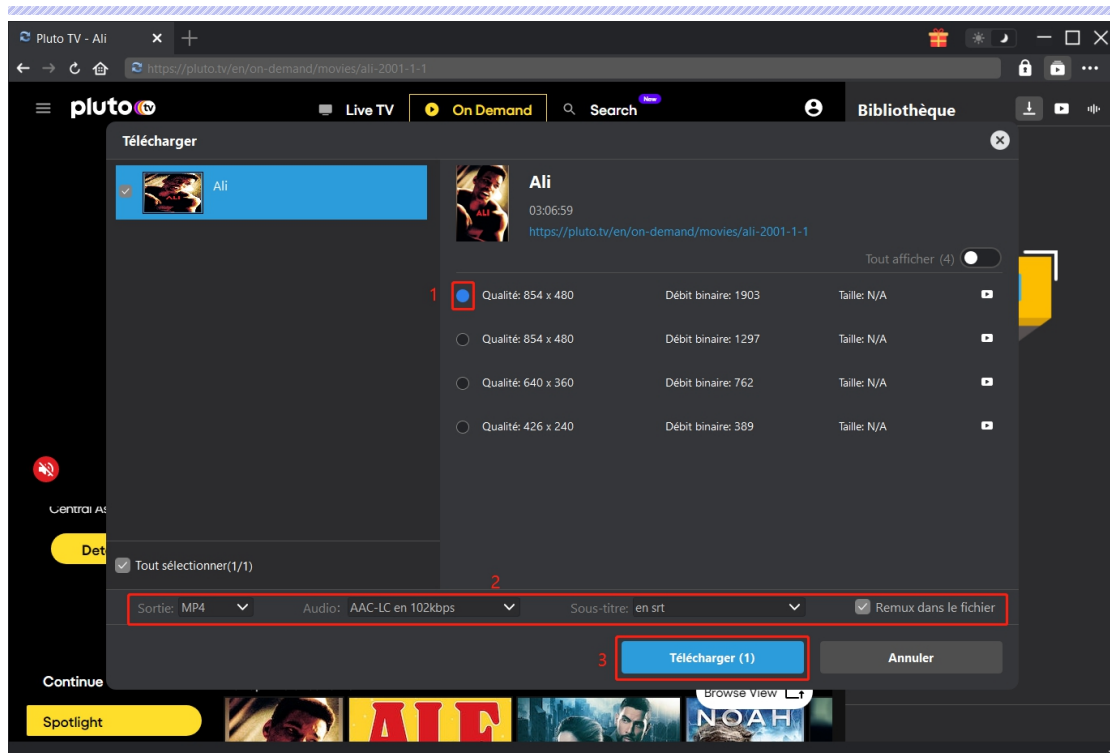 Pluto TV - Ali
https://pluto.tv/en/on-demand/movies/ali-2001-1-1
pluto tv
Live TV
On Demand
Search
New
Bibliothèque
Télécharger
Ali
Ali
ALI
03:06:59
https://pluto.tv/en/on-demand/movies/ali-2001-1-1
Tout afficher (4)
1
Qualité: 854 x 480 Débit binaire: 1903 Taille: N/A
Qualité: 854 x 480 Débit binaire: 1297 Taille: N/A
Qualité: 640 x 360 Débit binaire: 762 Taille: N/A
Qualité: 426 x 240 Débit binaire: 389 Taille: N/A
Central As
Det
Tout sélectionner(1/1)
2
Sortie: MP4 Audio: AAC-LC en 102kbps Sous-titre: en srt Remux dans le fichier
3
Télécharger (1)
Annuler
Continue
Browse View
Spotlight
NOAH